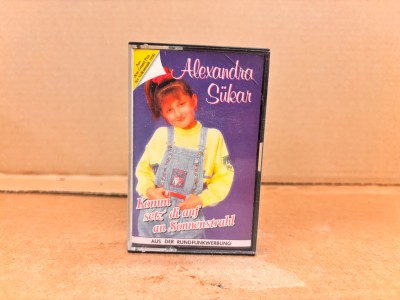 Alexandra
Sükar
Komm
setz' di auf
an Sonnenstrahl
AUS DER RUNDFUNKWERBUNG